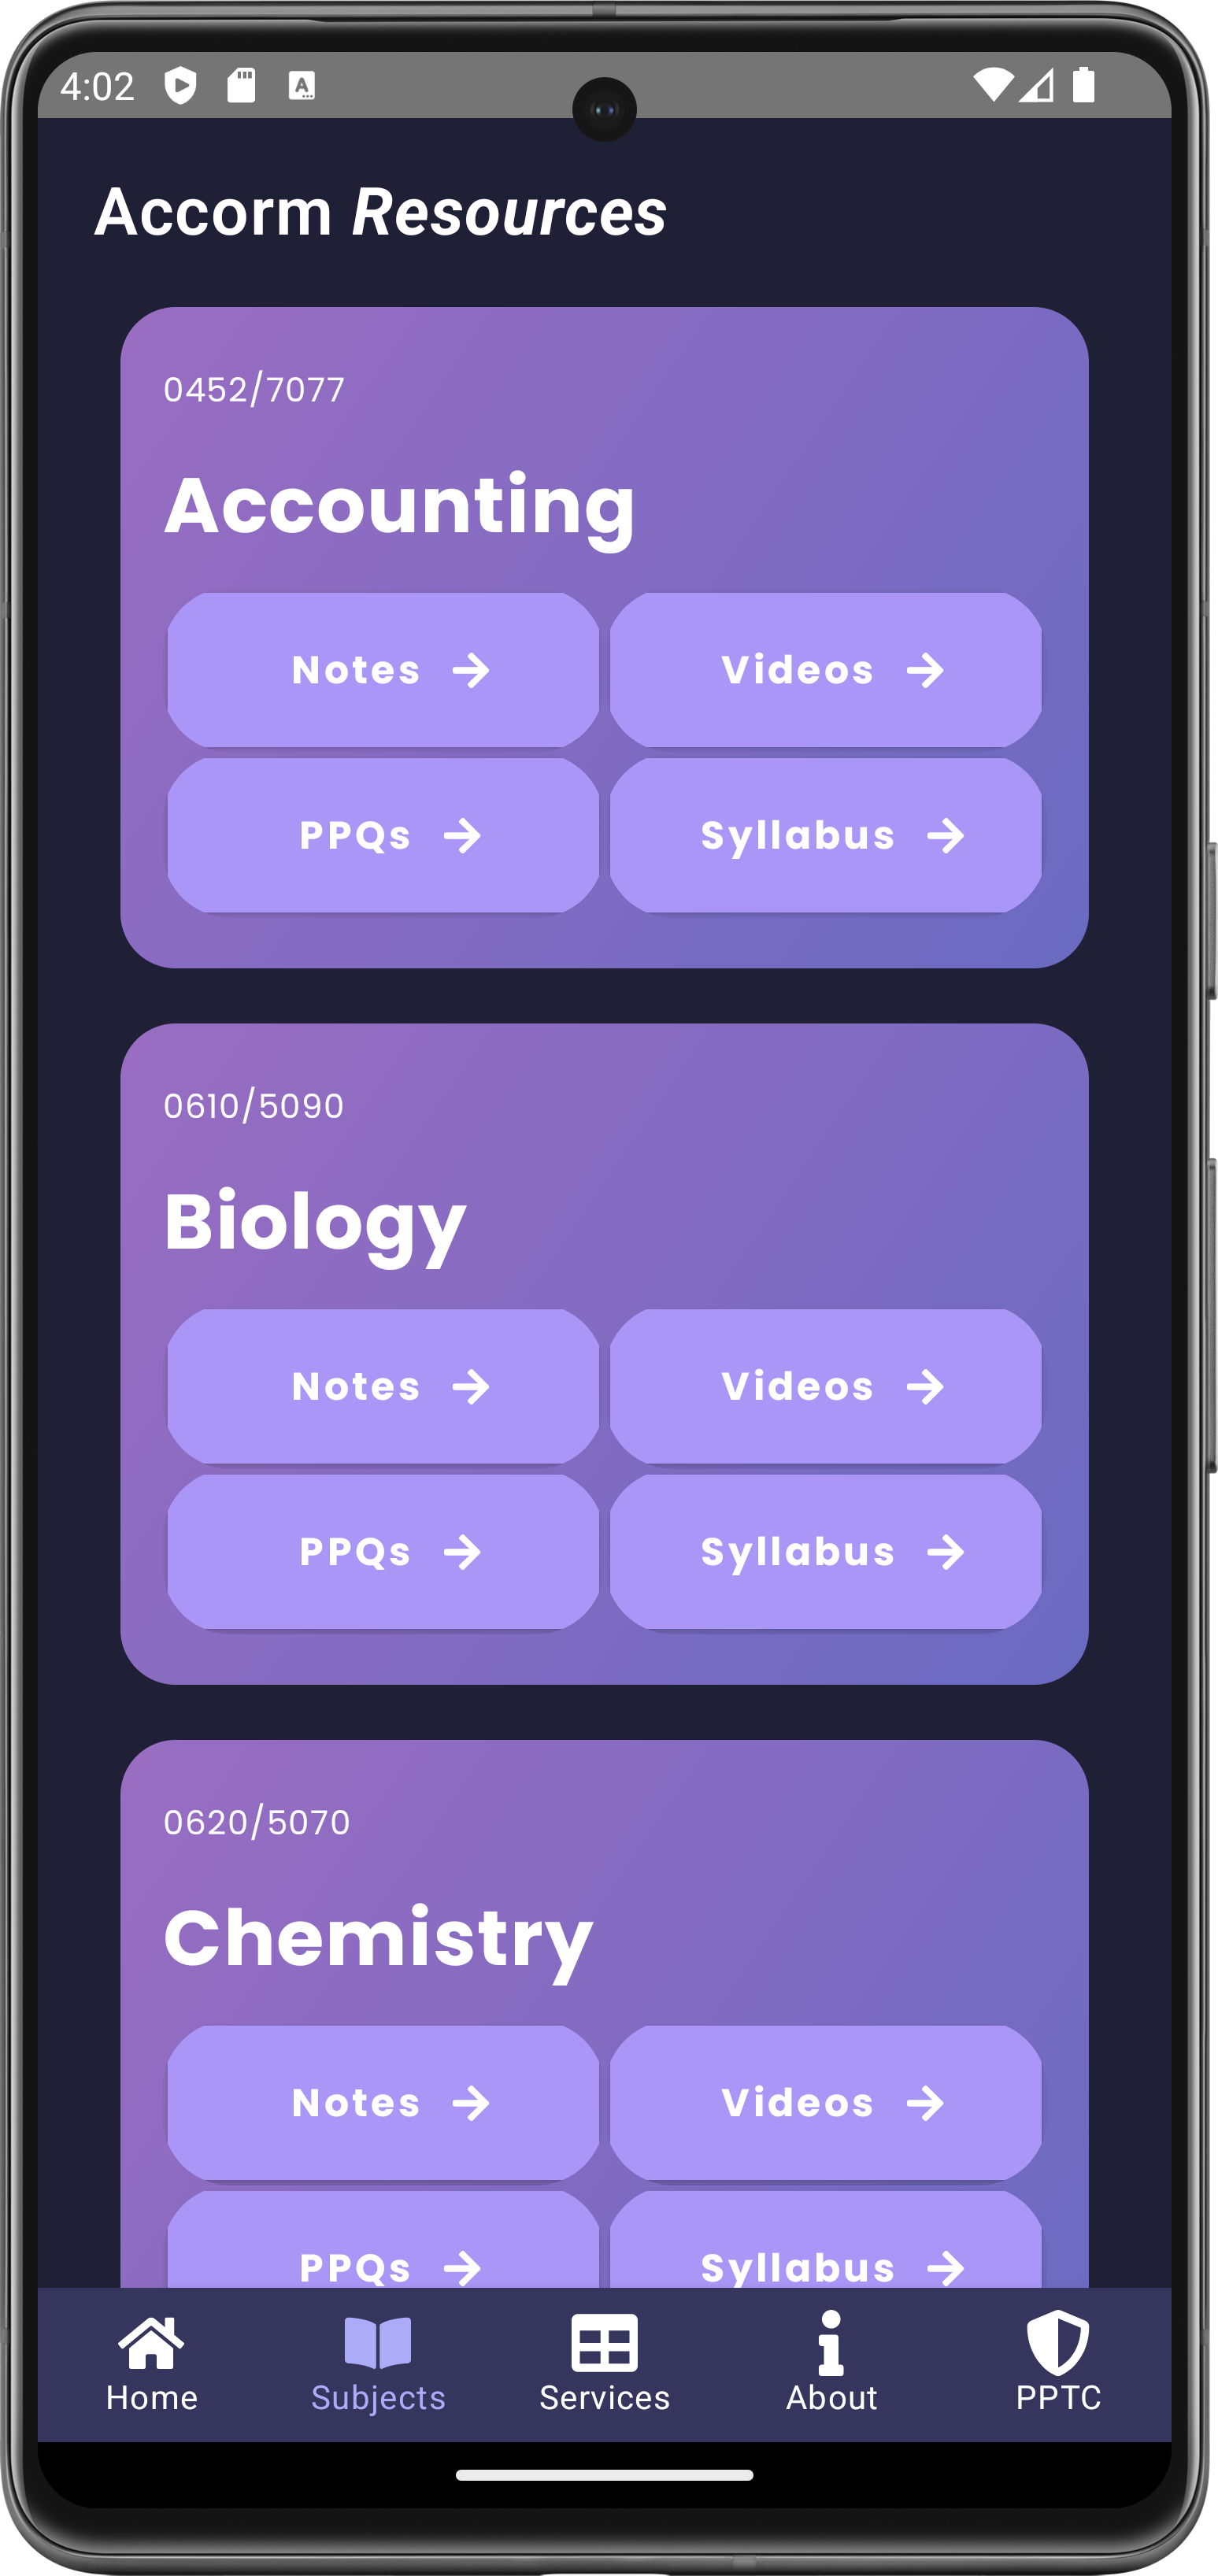 4:02
Accorm Resources
0452/7077
Accounting
Notes Videos
PPQs Syllabus
0610/5090
Biology
Notes Videos
PPQs Syllabus
0620/5070
Chemistry
Notes Videos
PPQs Syllabus
Home Subjects Services About PPTC